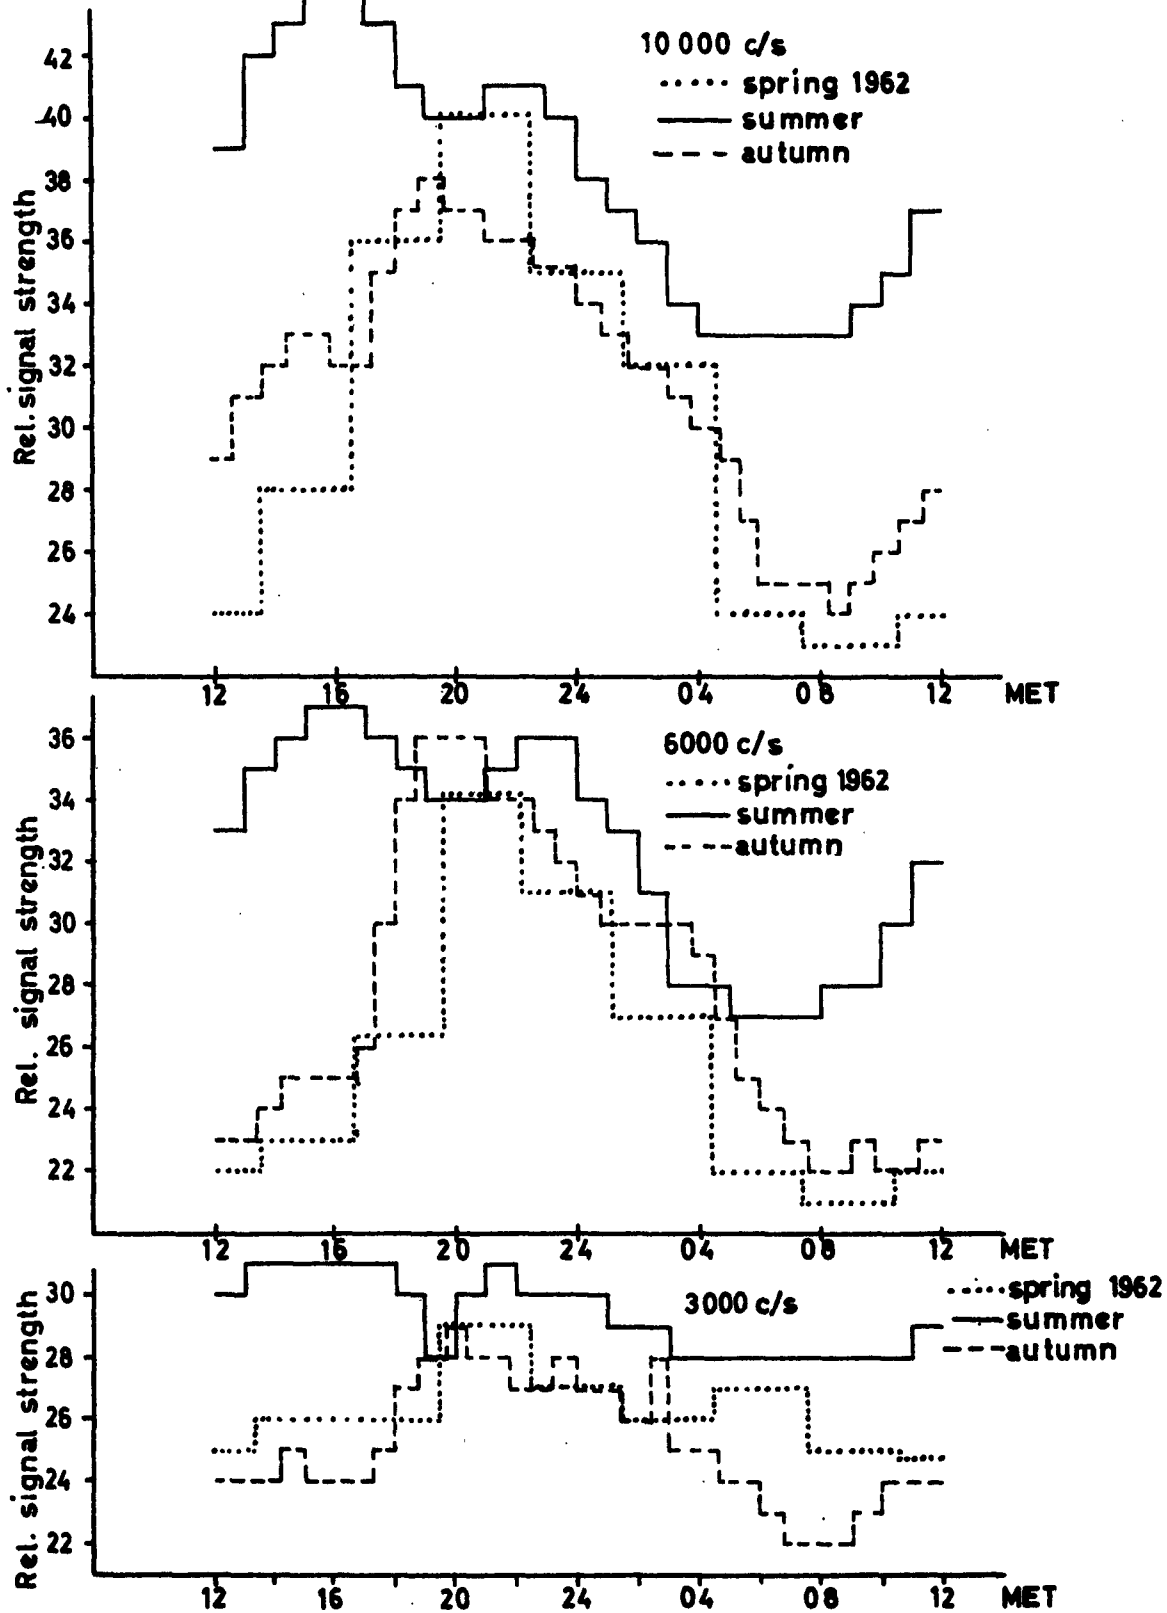 10 000 c/s
spring 1962
summer
autumn
Rel. signal strength
42
40
38
36
34
32
30
28
26
24
12 16 20 24 04 08 12 MET
6000 c/s
spring 1962
summer
autumn
Rel. signal strength
36
34
32
30
28
26
24
22
12 16 20 24 04 08 12 MET
3000 c/s
spring 1962
summer
autumn
Rel. signal strength
30
28
26
24
22
12 16 20 24 04 08 12 MET